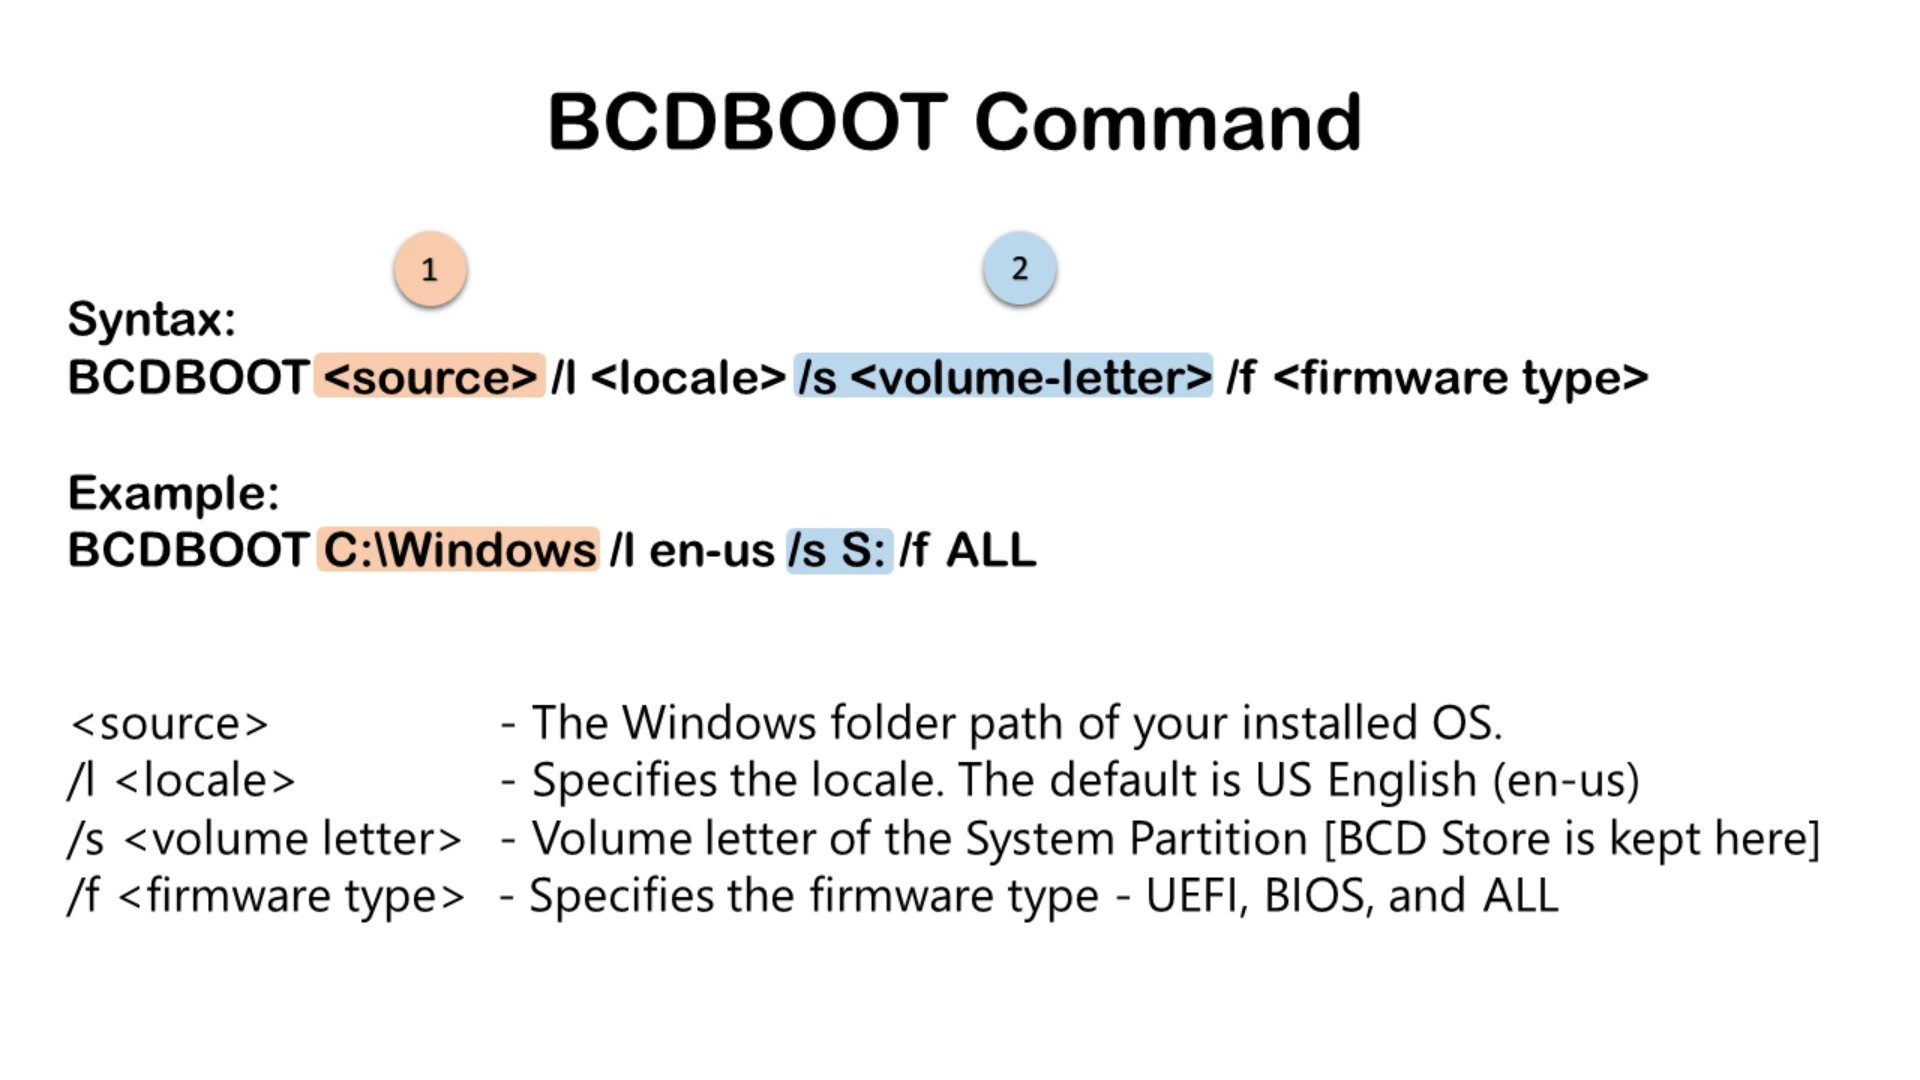 BCDBOOT Command
1
2
Syntax:
BCDBOOT <source> /l <locale> /s <volume-letter> /f <firmware type>
Example:
BCDBOOT C:\Windows /l en-us /s S: /f ALL
<source> - The Windows folder path of your installed OS.
/l <locale> - Specifies the locale. The default is US English (en-us)
/s <volume letter> - Volume letter of the System Partition [BCD Store is kept here]
/f <firmware type> - Specifies the firmware type - UEFI, BIOS, and ALL